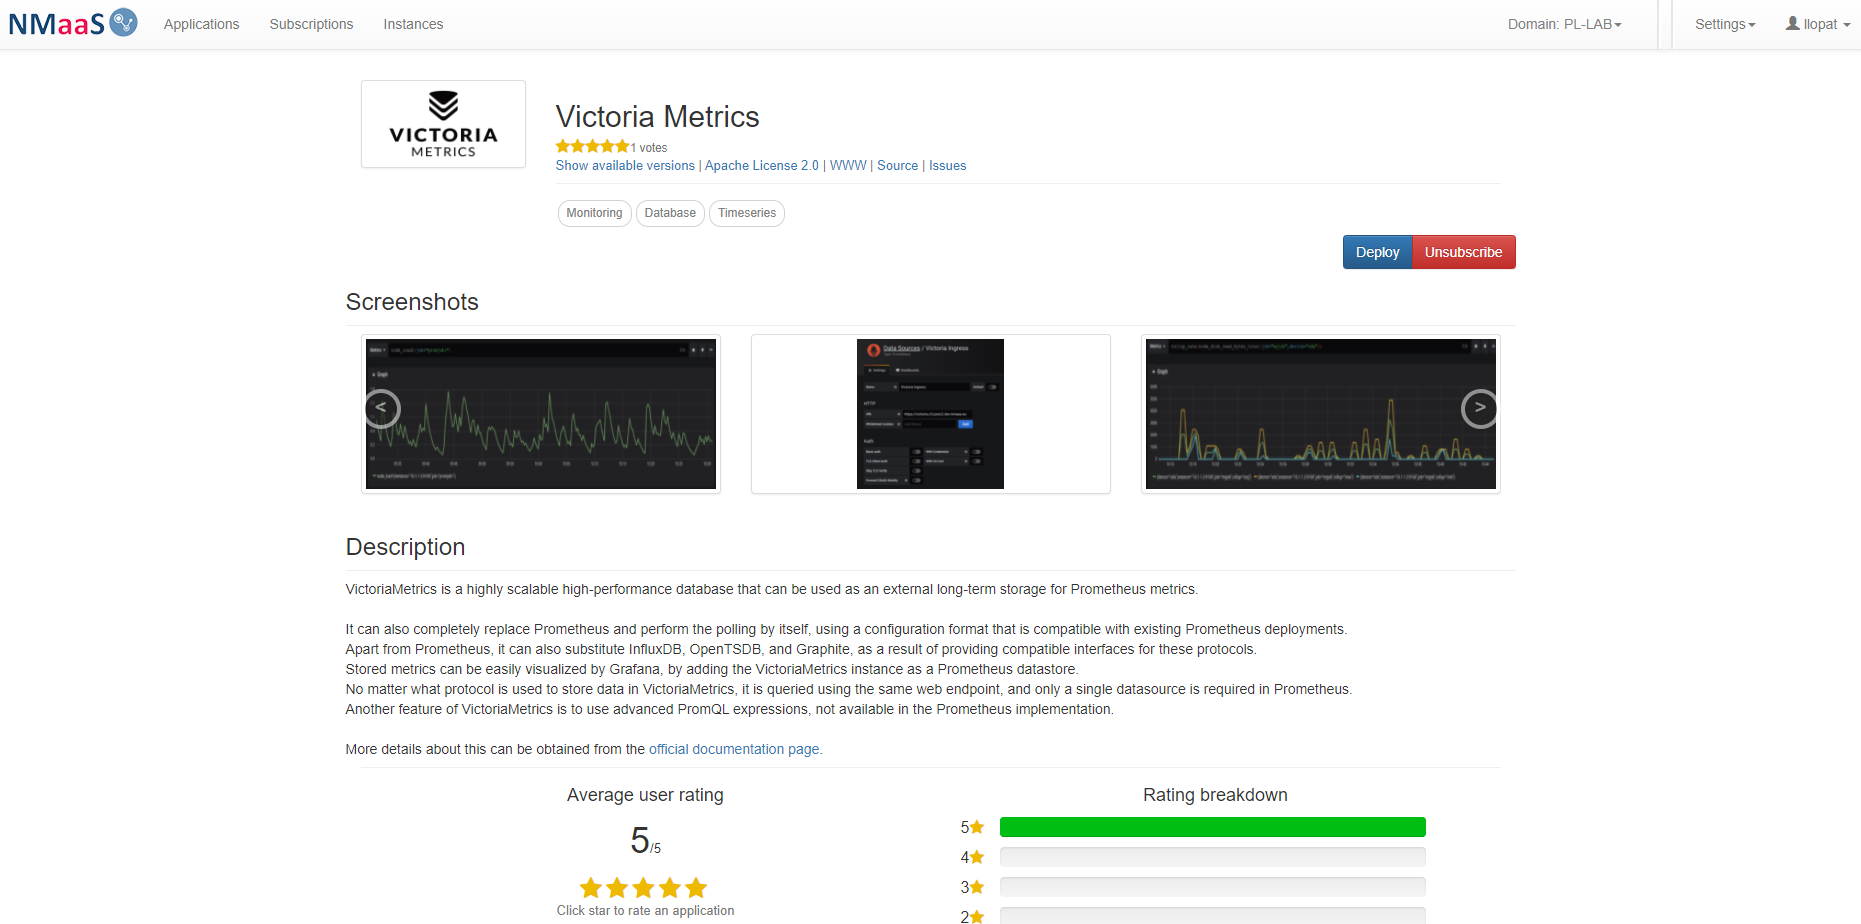 NMaaS Applications Subscriptions Instances Domain: PL-LAB Settings llopat
VICTORIA
METRICS
Victoria Metrics
1 votes
Show available versions | Apache License 2.0 | WWW | Source | Issues
Monitoring Database Timeseries
Deploy Unsubscribe
Screenshots
Data Sources / Victoria Ingress
< >
Description
VictoriaMetrics is a highly scalable high-performance database that can be used as an external long-term storage for Prometheus metrics.
It can also completely replace Prometheus and perform the polling by itself, using a configuration format that is compatible with existing Prometheus deployments.
Apart from Prometheus, it can also substitute InfluxDB, OpenTSDB, and Graphite, as a result of providing compatible interfaces for these protocols.
Stored metrics can be easily visualized by Grafana, by adding the VictoriaMetrics instance as a Prometheus datastore.
No matter what protocol is used to store data in VictoriaMetrics, it is queried using the same web endpoint, and only a single datasource is required in Prometheus.
Another feature of VictoriaMetrics is to use advanced PromQL expressions, not available in the Prometheus implementation.
More details about this can be obtained from the official documentation page.
Average user rating
5/5
Click star to rate an application
Rating breakdown
5
4
3
2